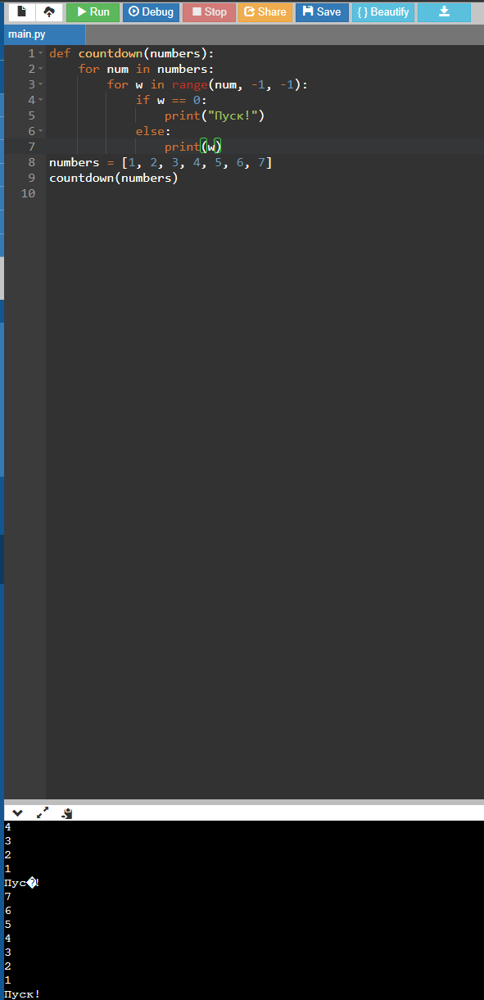 Run Debug Stop Share Save { } Beautify
main.py
1 def countdown(numbers):
2 for num in numbers:
3 for w in range(num, -1, -1):
4 if w == 0:
5 print("Пуск!")
6 else:
7 print(w)
8 numbers = [1, 2, 3, 4, 5, 6, 7]
9 countdown(numbers)
10
4
3
2
1
Пус�!
7
6
5
4
3
2
1
Пуск!